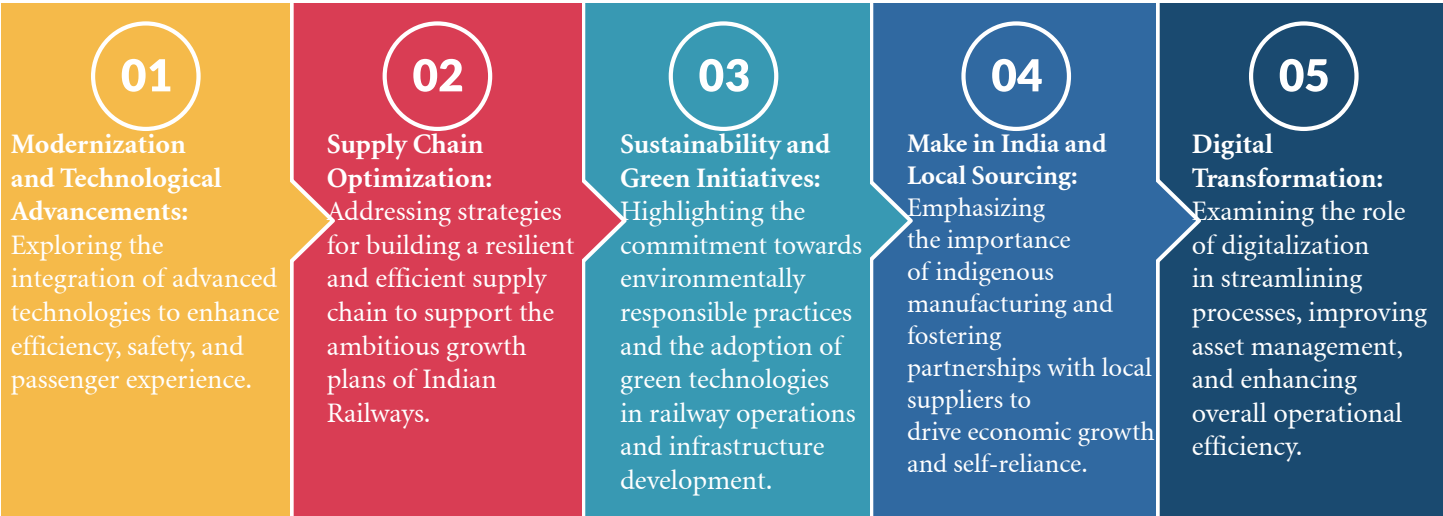 01
Modernization
and Technological
Advancements:
Exploring the
integration of advanced
technologies to enhance
efficiency, safety, and
passenger experience.
02
Supply Chain
Optimization:
Addressing strategies
for building a resilient
and efficient supply
chain to support the
ambitious growth
plans of Indian
Railways.
03
Sustainability and
Green Initiatives:
Highlighting the
commitment towards
environmentally
responsible practices
and the adoption of
green technologies
in railway operations
and infrastructure
development.
04
Make in India and
Local Sourcing:
Emphasizing
the importance
of indigenous
manufacturing and
fostering
partnerships with local
suppliers to
drive economic growth
and self-reliance.
05
Digital
Transformation:
Examining the role
of digitalization
in streamlining
processes, improving
asset management,
and enhancing
overall operational
efficiency.